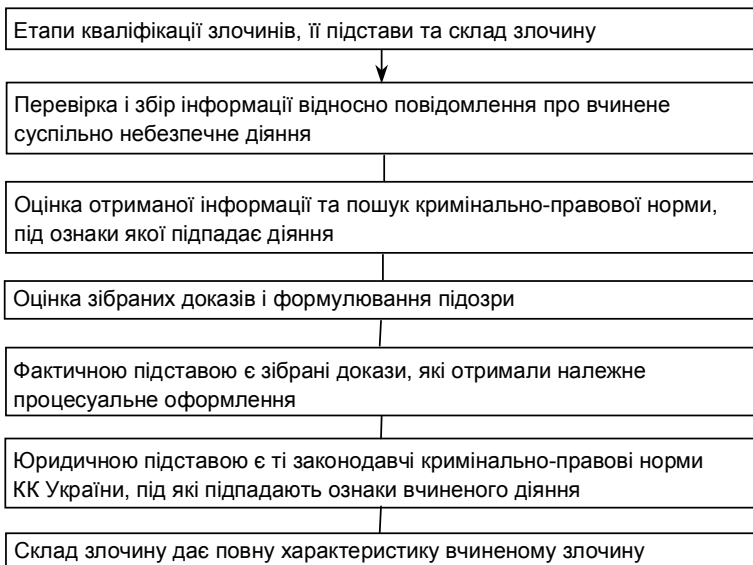 Етапи кваліфікації злочинів, її підстави та склад злочину
Перевірка і збір інформації відносно повідомлення про вчинене
суспільно небезпечне діяння
Оцінка отриманої інформації та пошук кримінально-правової норми,
під ознаки якої підпадає діяння
Оцінка зібраних доказів і формулювання підозри
Фактичною підставою є зібрані докази, які отримали належне
процесуальне оформлення
Юридичною підставою є ті законодавчі кримінально-правові норми
КК України, під які підпадають ознаки вчиненого діяння
Склад злочину дає повну характеристику вчиненому злочину